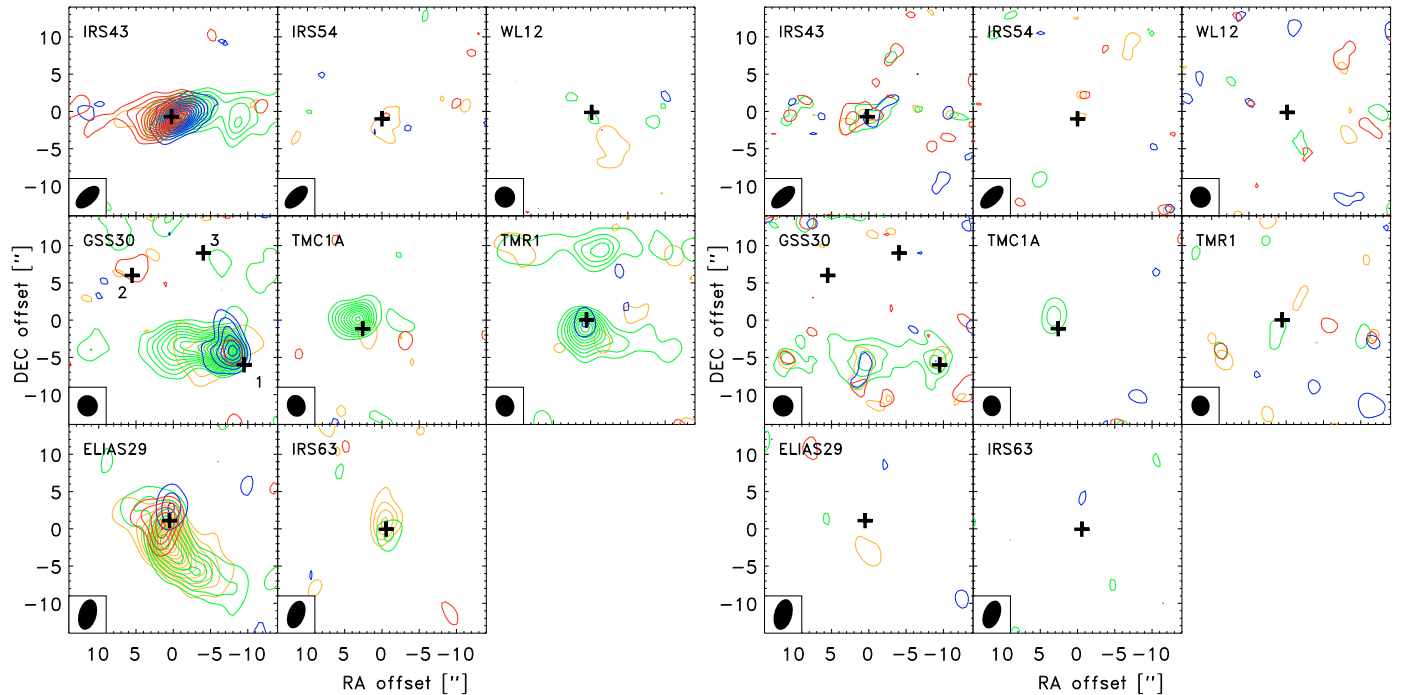 IRS43 IRS54 WL12
10
5
0
−5
−10
GSS30 3 TMC1A TMR1
2
1
10
5
0
−5
−10
DEC offset ["]
ELIAS29 IRS63
10
5
0
−5
−10
10 5 0 −5 −10 10 5 0 −5 −10
RA offset ["]
IRS43 IRS54 WL12
10
5
0
−5
−10
GSS30 TMC1A TMR1
10
5
0
−5
−10
DEC offset ["]
ELIAS29 IRS63
10
5
0
−5
−10
10 5 0 −5 −10 10 5 0 −5 −10
RA offset ["]